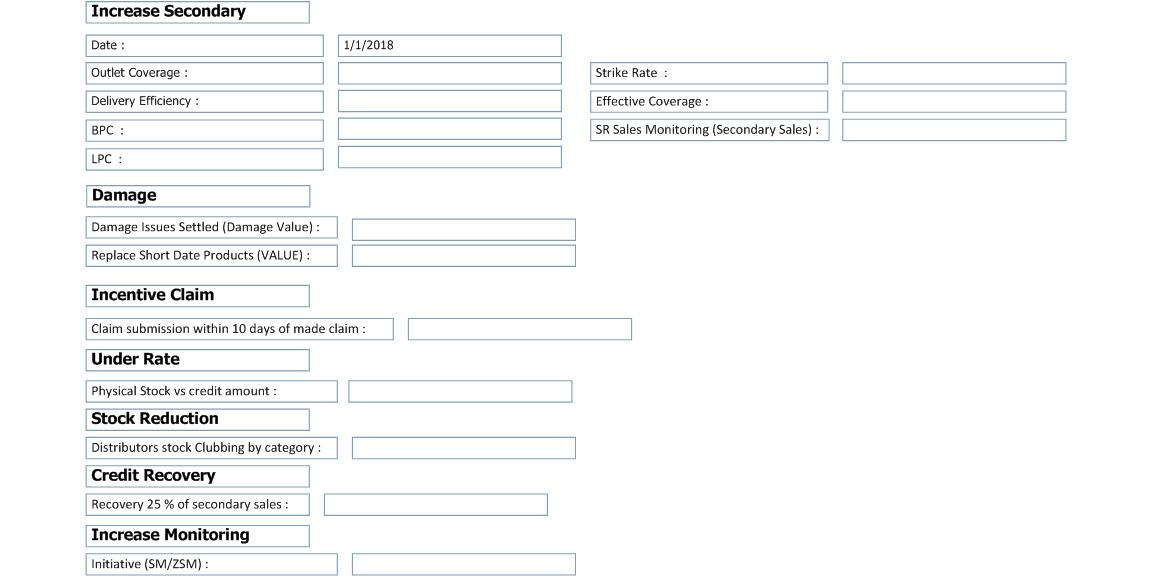 Increase Secondary
Date : 1/1/2018
Outlet Coverage : Strike Rate :
Delivery Efficiency : Effective Coverage :
BPC : SR Sales Monitoring (Secondary Sales) :
LPC :
Damage
Damage Issues Settled (Damage Value) :
Replace Short Date Products (VALUE) :
Incentive Claim
Claim submission within 10 days of made claim :
Under Rate
Physical Stock vs credit amount :
Stock Reduction
Distributors stock Clubbing by category :
Credit Recovery
Recovery 25 % of secondary sales :
Increase Monitoring
Initiative (SM/ZSM) :